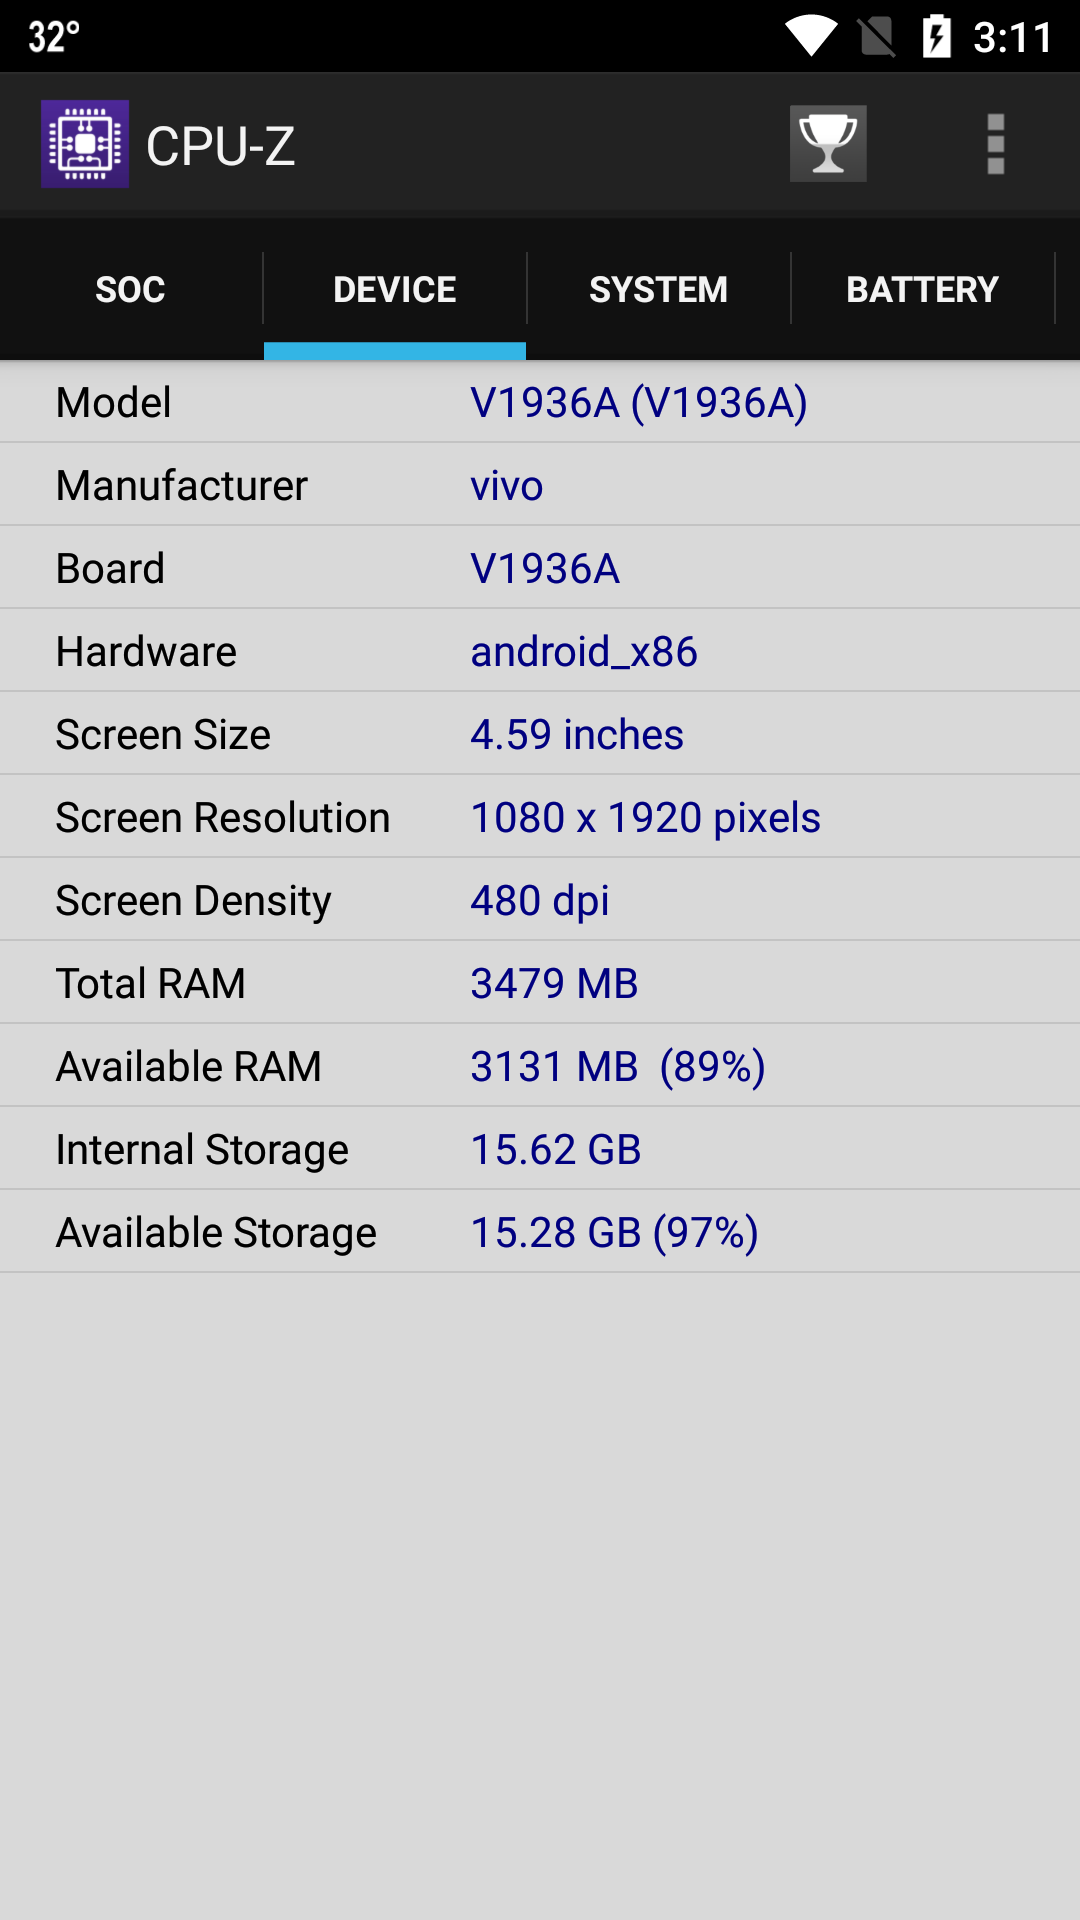 32° 3:11
CPU-Z
SOC DEVICE SYSTEM BATTERY
Model V1936A (V1936A)
Manufacturer vivo
Board V1936A
Hardware android_x86
Screen Size 4.59 inches
Screen Resolution 1080 x 1920 pixels
Screen Density 480 dpi
Total RAM 3479 MB
Available RAM 3131 MB (89%)
Internal Storage 15.62 GB
Available Storage 15.28 GB (97%)